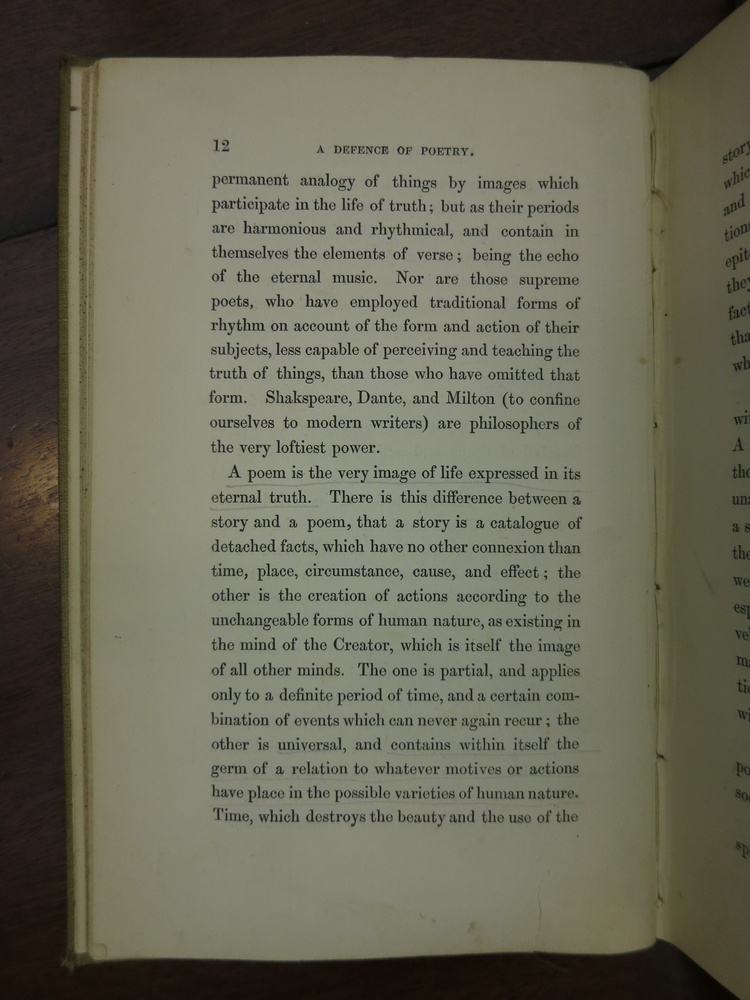 12 A DEFENCE OF POETRY.
permanent analogy of things by images which
participate in the life of truth; but as their periods
are harmonious and rhythmical, and contain in
themselves the elements of verse; being the echo
of the eternal music. Nor are those supreme
poets, who have employed traditional forms of
rhythm on account of the form and action of their
subjects, less capable of perceiving and teaching the
truth of things, than those who have omitted that
form. Shakspeare, Dante, and Milton (to confine
ourselves to modern writers) are philosophers of
the very loftiest power.
A poem is the very image of life expressed in its
eternal truth. There is this difference between a
story and a poem, that a story is a catalogue of
detached facts, which have no other connexion than
time, place, circumstance, cause, and effect; the
other is the creation of actions according to the
unchangeable forms of human nature, as existing in
the mind of the Creator, which is itself the image
of all other minds. The one is partial, and applies
only to a definite period of time, and a certain com-
bination of events which can never again recur; the
other is universal, and contains within itself the
germ of a relation to whatever motives or actions
have place in the possible varieties of human nature.
Time, which destroys the beauty and the use of the
story
and
A
a s